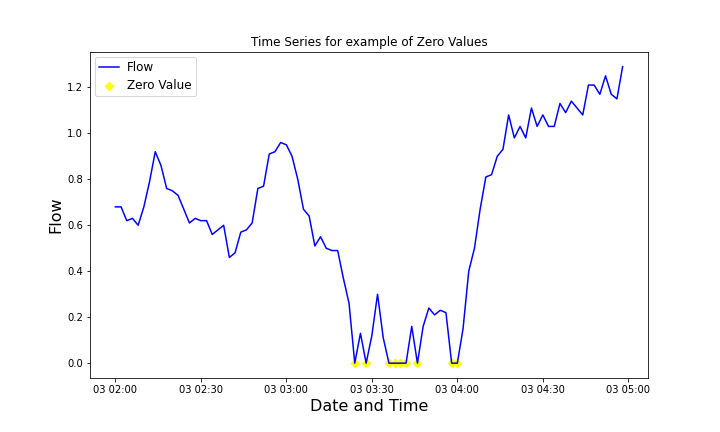 Time Series for example of Zero Values
Flow
Zero Value
Flow
1.2
1.0
0.8
0.6
0.4
0.2
0.0
03 02:00 03 02:30 03 03:00 03 03:30 03 04:00 03 04:30 03 05:00
Date and Time